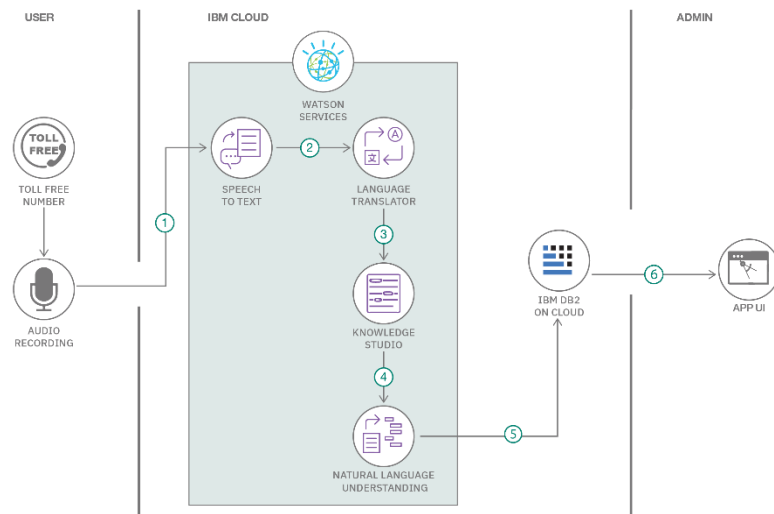 USER
IBM CLOUD
ADMIN
WATSON
SERVICES
TOLL
FREE
TOLL FREE
NUMBER
1
SPEECH
TO TEXT
2
A
文
LANGUAGE
TRANSLATOR
3
AUDIO
RECORDING
KNOWLEDGE
STUDIO
4
NATURAL LANGUAGE
UNDERSTANDING
5
IBM DB2
ON CLOUD
6
APP UI